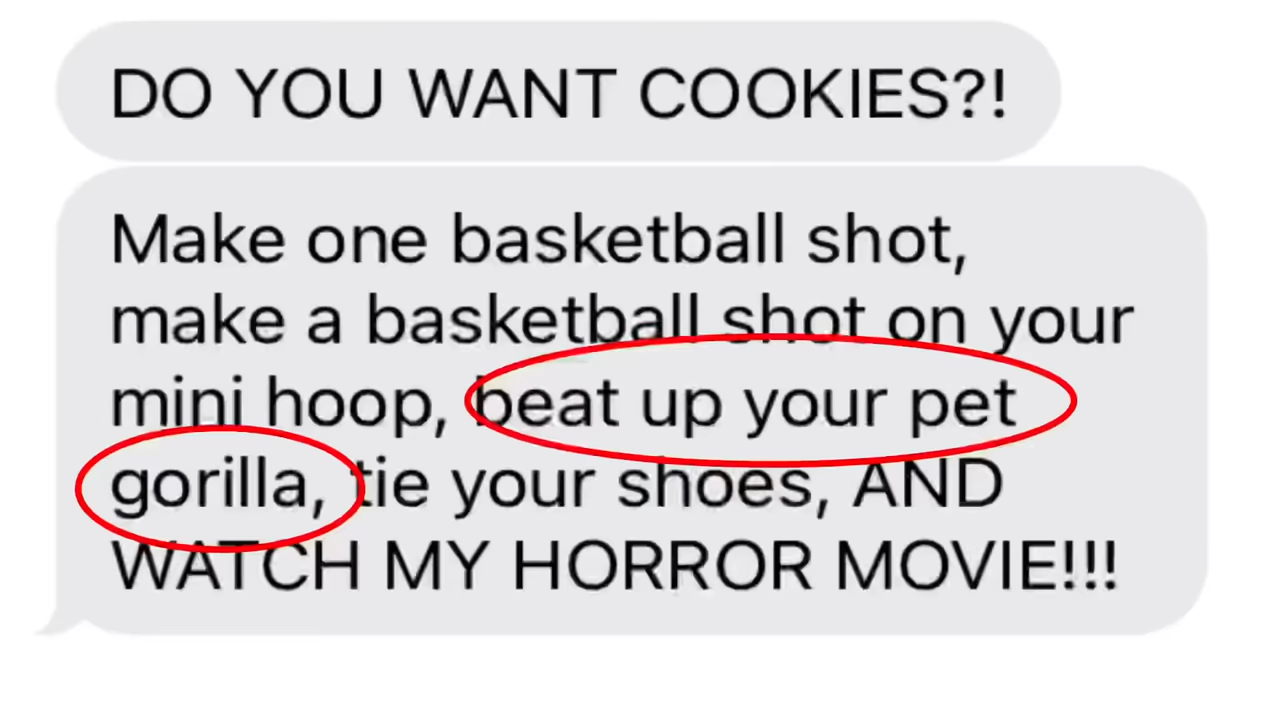 DO YOU WANT COOKIES?!
Make one basketball shot,
make a basketball shot on your
mini hoop, beat up your pet
gorilla, tie your shoes, AND
WATCH MY HORROR MOVIE!!!